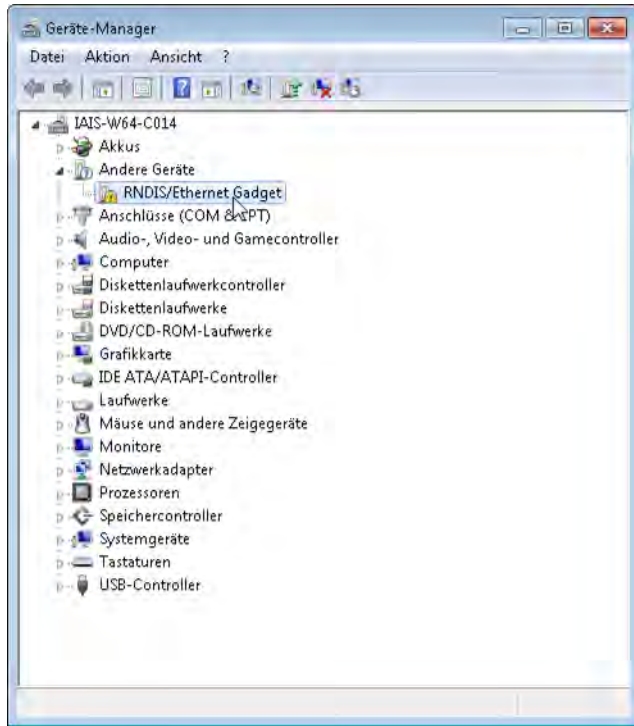 Geräte-Manager
Datei Aktion Ansicht ?
IAIS-W64-C014
Akkus
Andere Geräte
RNDIS/Ethernet Gadget
Anschlüsse (COM & LPT)
Audio-, Video- und Gamecontroller
Computer
Diskettenlaufwerkcontroller
Diskettenlaufwerke
DVD/CD-ROM-Laufwerke
Grafikkarte
IDE ATA/ATAPI-Controller
Laufwerke
Mäuse und andere Zeigegeräte
Monitore
Netzwerkadapter
Prozessoren
Speichercontroller
Systemgeräte
Tastaturen
USB-Controller